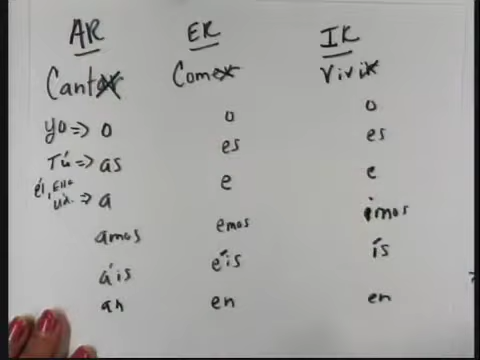 AR ER IR
Cantar Comer Vivir
yo => o o o
Tú => as es es
él, Ella ud. => a e e
amos emos imos
áis éis ís
an en en